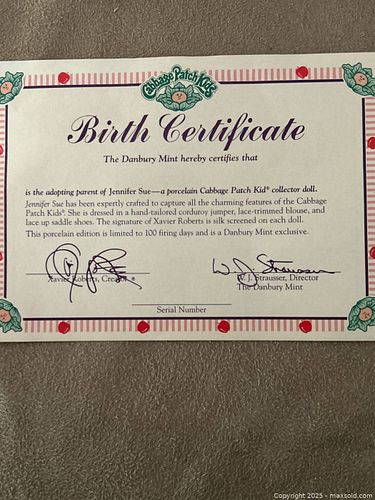 Cabbage Patch Kids
Birth Certificate
The Danbury Mint hereby certifies that
is the adopting parent of Jennifer Sue—a porcelain Cabbage Patch Kid® collector doll.
Jennifer Sue has been expertly crafted to capture all the charming features of the Cabbage
Patch Kids®. She is dressed in a hand-tailored corduroy jumper, lace-trimmed blouse, and
lace up saddle shoes. The signature of Xavier Roberts is silk screened on each doll.
This porcelain edition is limited to 100 firing days and is a Danbury Mint exclusive.
W. J. Strausser
Xavier Roberts, Creator
W. J. Strausser, Director
The Danbury Mint
Serial Number
Copyright 2025 - maxsold.com